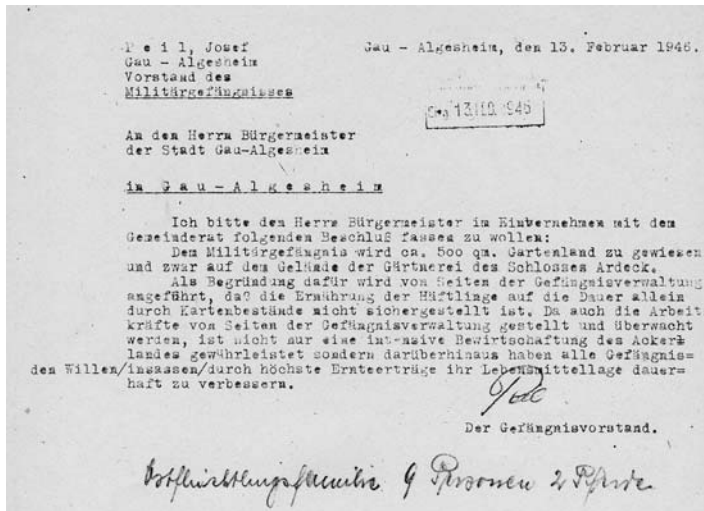 P e i l, Josef
Gau - Algesheim, den 13. Februar 1946.
Gau - Algesheim
Vorstand des
Militärgefängnisses
13. FEB. 1946
An den Herrn Bürgermeister
der Stadt Gau-Algesheim
in G a u - A l g e s h e i m
Ich bitte den Herrn Bürgermeister im Einvernehmen mit dem
Gemeinderat folgenden Beschluß fassen zu wollen:
Dem Militärgefängnis wird ca. 500 qm. Gartenland zu gewiesen
und zwar auf dem Gelände der Gärtnerei des Schlosses Ardeck.
Als Begründung dafür wird von Seiten der Gefängnisverwaltung
angeführt, daß die Ernährung der Häftlinge auf die Dauer allein
durch Kartenbestände nicht sichergestellt ist. Da auch die Arbeit
kräfte von Seiten der Gefängnisverwaltung gestellt und überwacht
werden, ist nicht nur eine intensive Bewirtschaftung des Acker=
landes gewährleistet sondern darüberhinaus haben alle Gefängnis=
den Willen/insassen/durch höchste Ernteerträge ihr Lebensmittellage dauer=
haft zu verbessern.
Der Gefängnisvorstand.
Ostflüchtlingsfamilie 9 Personen 2 Pferde